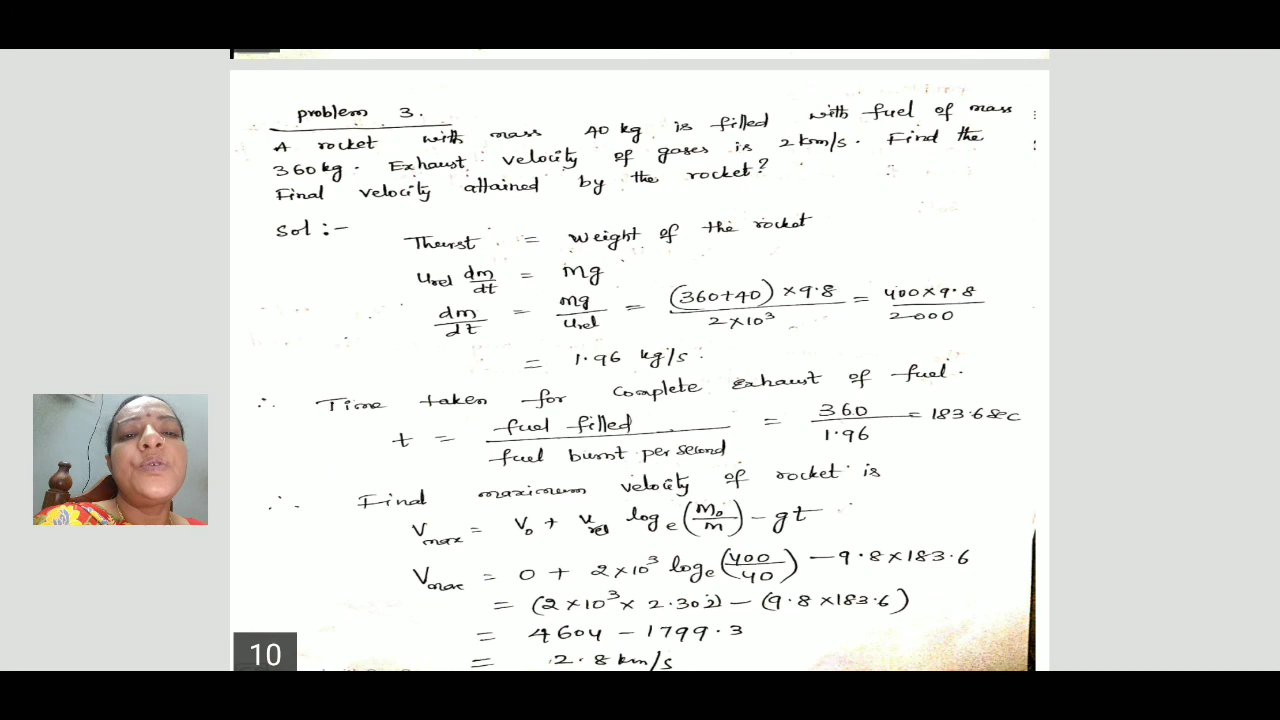 problem 3.
A rocket with mass 40 kg is filled with fuel of mass
360 kg. Exhaust velocity of gases is 2 km/s. Find the
Final velocity attained by the rocket?
Sol :-
Thurst = weight of the rocket
u_rel dm/dt = mg
dm/dt = mg/u_rel = (360+40) × 9.8 / 2×10³ = 400 × 9.8 / 2000
= 1.96 kg/s.
∴ Time taken for complete exhaust of fuel.
t = fuel filled / fuel burnt per second = 360/1.96 = 183.6 sec
∴ Final maximum velocity of rocket is
V_max = V₀ + u_rel log_e (M₀/m) - gt
V_max = 0 + 2×10³ log_e (400/40) - 9.8 × 183.6
= (2×10³ × 2.302) - (9.8 × 183.6)
= 4604 - 1799.3
= 2.8 km/s
10